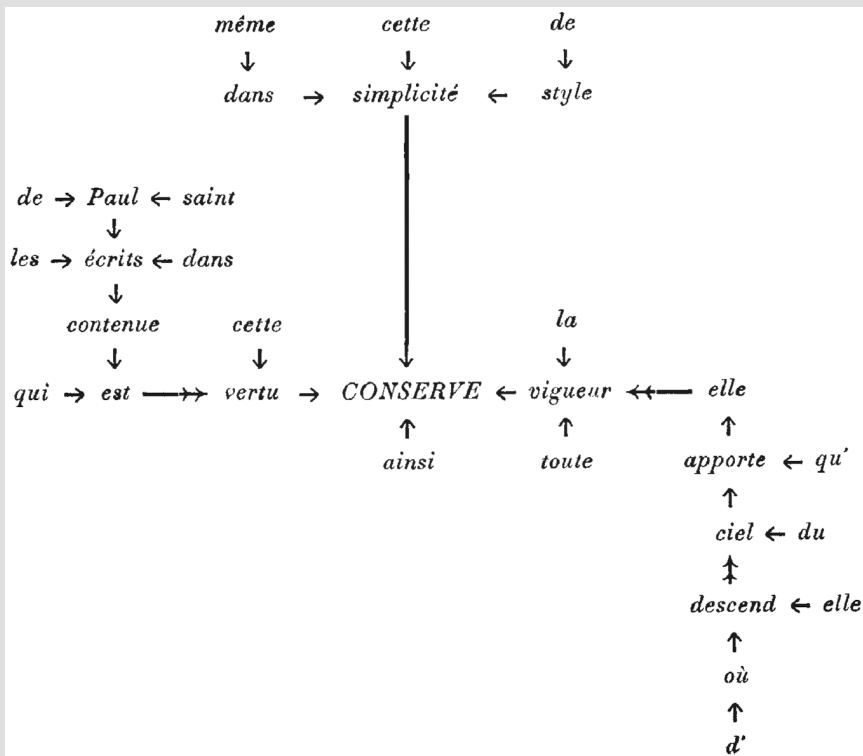 même cette de
dans → simplicité ← style
de → Paul ← saint
les → écrits ← dans
contenue cette la
qui → est vertu → CONSERVE ← vigueur elle
ainsi toute apporte ← qu'
ciel ← du
descend ← elle
où
d'